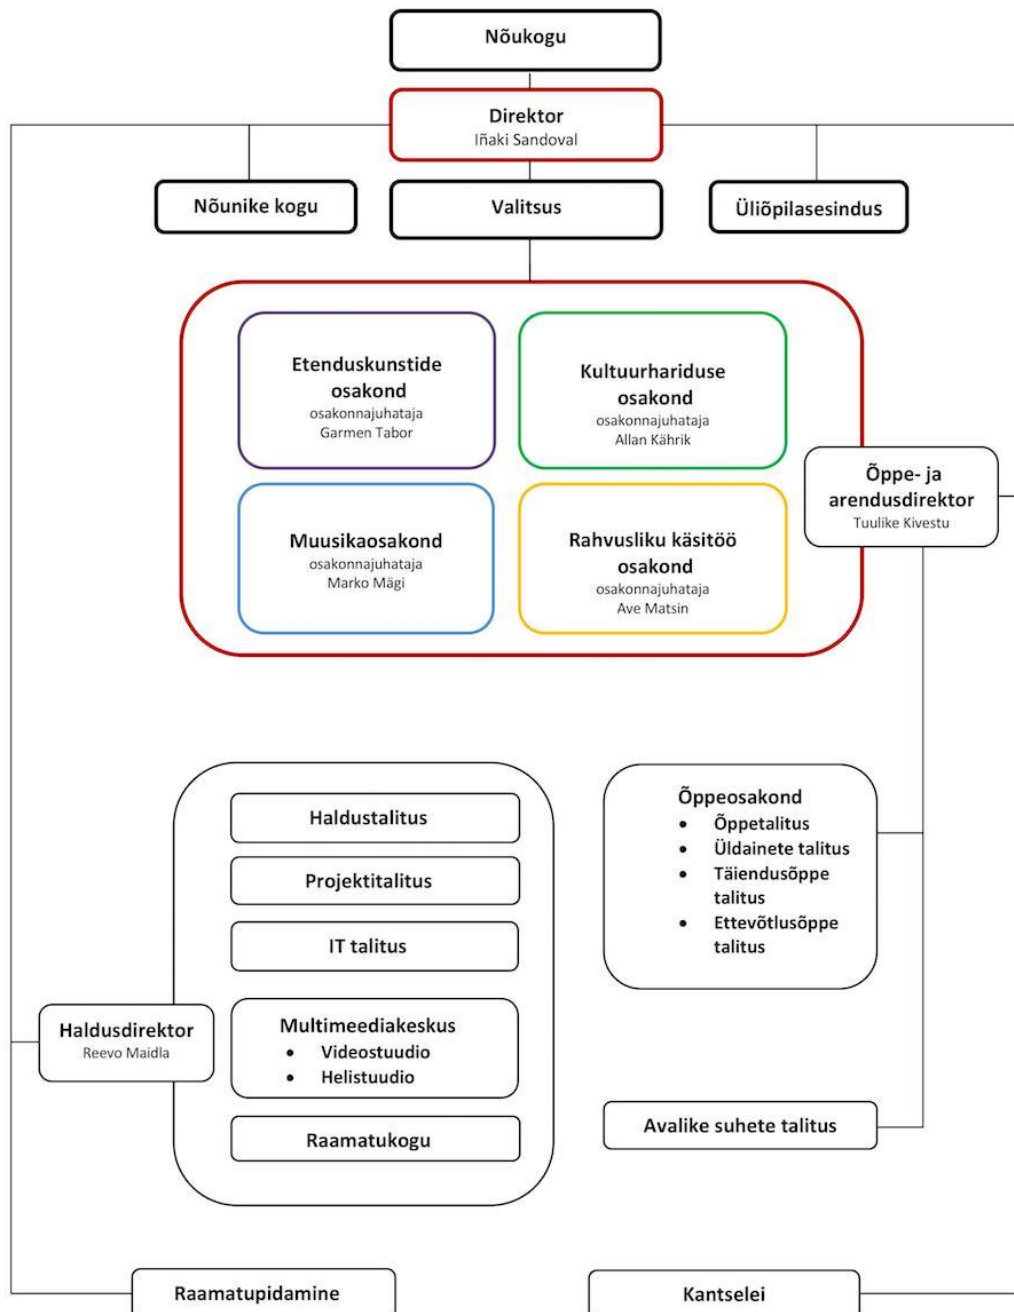 Nõukogu
Direktor
Iñaki Sandoval
Nõunike kogu
Valitsus
Üliõpilasesindus
Etenduskunstide
osakond
osakonnajuhataja
Garmen Tabor
Kultuurhariduse
osakond
osakonnajuhataja
Allan Kährik
Õppe- ja
arendusdirektor
Tuulike Kivestu
Muusikaosakond
osakonnajuhataja
Marko Mägi
Rahvusliku käsitöö
osakond
osakonnajuhataja
Ave Matsin
Haldustalitus
Projektitalitus
IT talitus
Multimeediakeskus
• Videostuudio
• Helistuudio
Raamatukogu
Haldusdirektor
Reevo Maidla
Õppeosakond
• Õppetalitus
• Üldainete talitus
• Täiendusõppe
talitus
• Ettevõtlusõppe
talitus
Avalike suhete talitus
Raamatupidamine
Kantselei